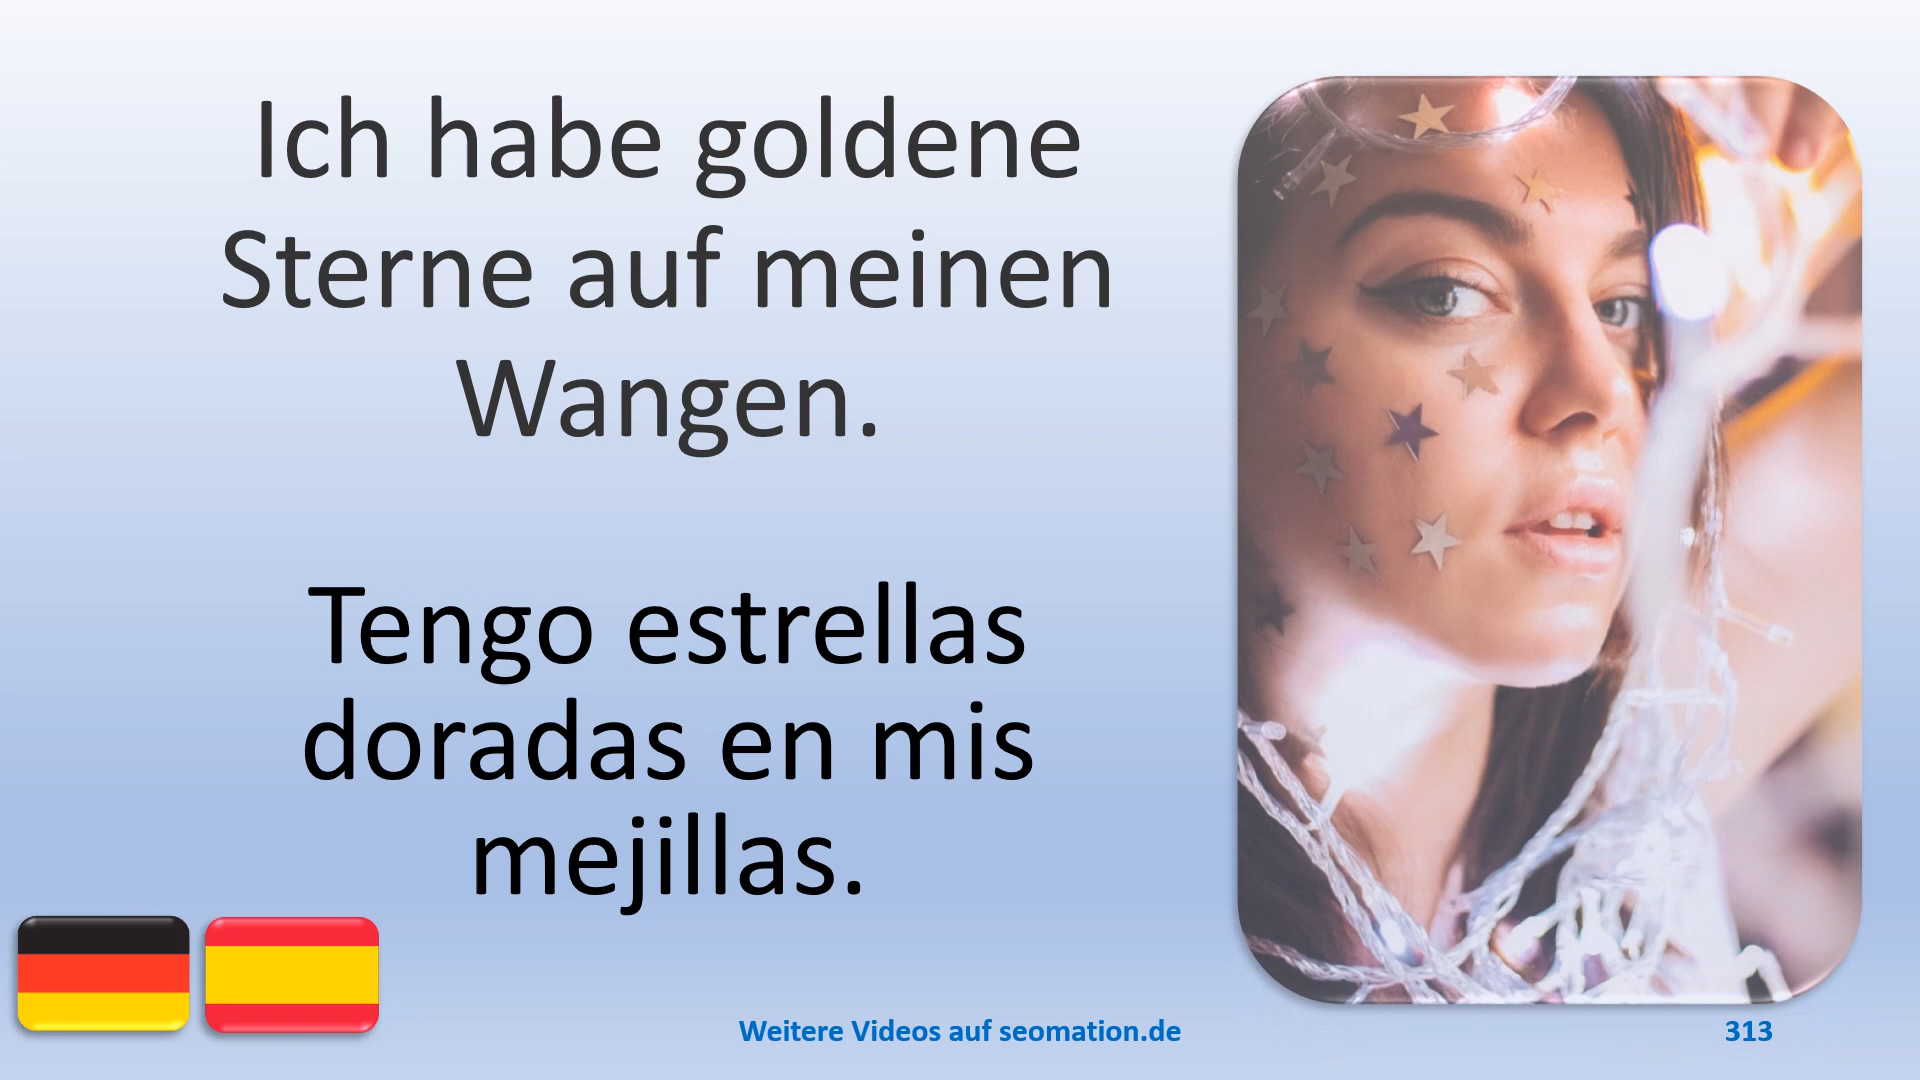 Ich habe goldene
Sterne auf meinen
Wangen.
Tengo estrellas
doradas en mis
mejillas.
Weitere Videos auf seomation.de
313